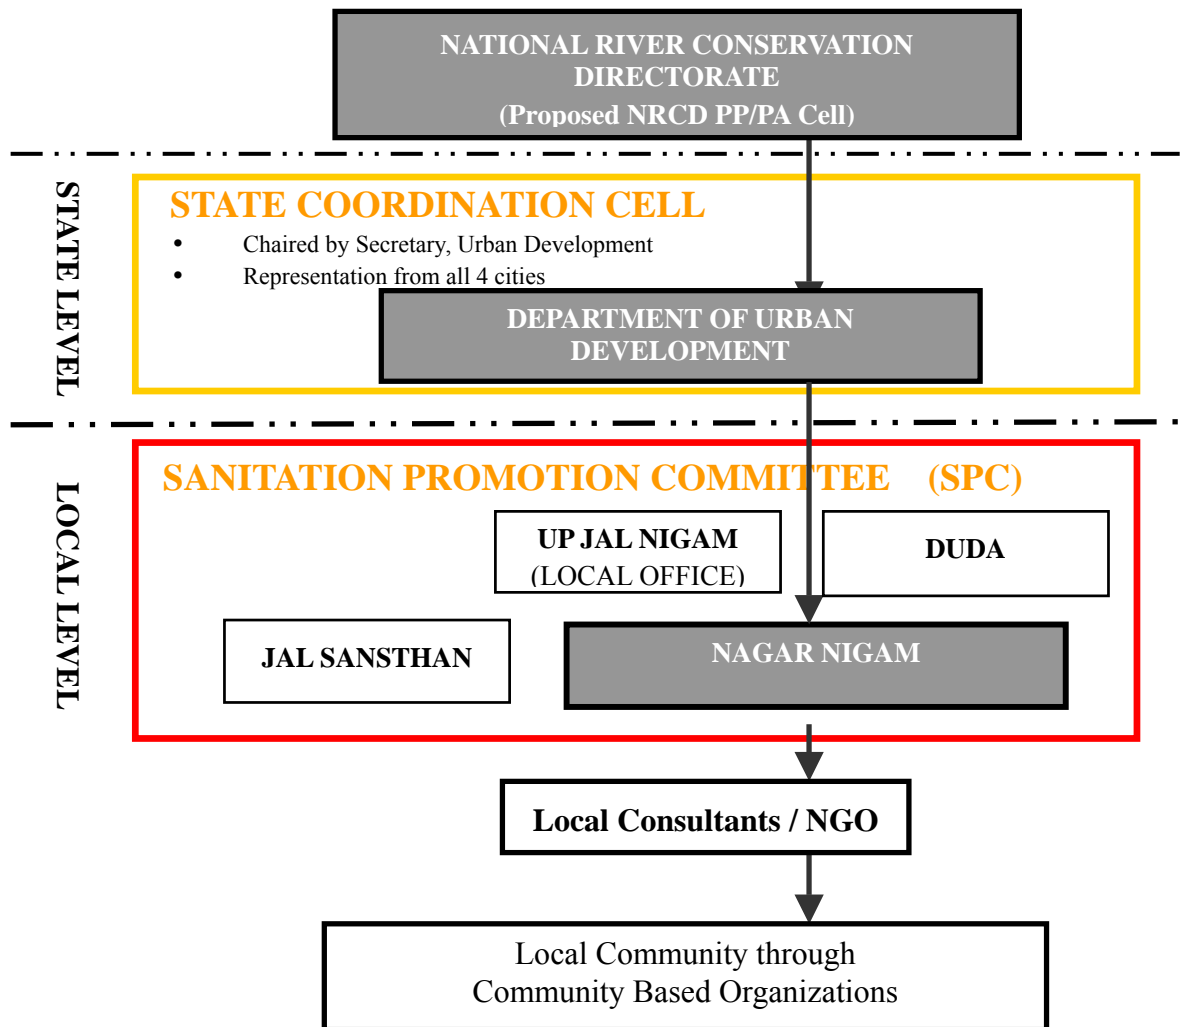 NATIONAL RIVER CONSERVATION
DIRECTORATE
(Proposed NRCD PP/PA Cell)
STATE LEVEL
STATE COORDINATION CELL
• Chaired by Secretary, Urban Development
• Representation from all 4 cities
DEPARTMENT OF URBAN
DEVELOPMENT
LOCAL LEVEL
SANITATION PROMOTION COMMITTEE (SPC)
UP JAL NIGAM
(LOCAL OFFICE)
DUDA
JAL SANSTHAN
NAGAR NIGAM
Local Consultants / NGO
Local Community through
Community Based Organizations